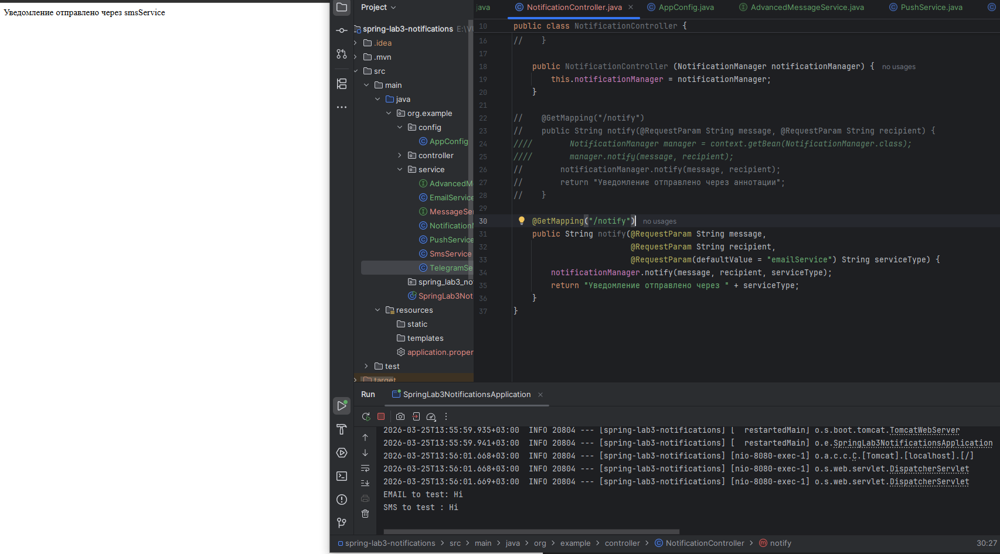 Уведомление отправлено через smsService
Project
spring-lab3-notifications E:\V
.idea
.mvn
src
main
java
org.example
config
AppConfig
controller
service
AdvancedM
EmailService
MessageSer
Notification
PushService
SmsService
TelegramSe
spring_lab3_no
SpringLab3Not
resources
static
templates
application.proper
test
target
java
NotificationController.java
AppConfig.java
AdvancedMessageService.java
PushService.java
10 public class NotificationController {
16 // }
17
18 public NotificationController (NotificationManager notificationManager) { no usages
19 this.notificationManager = notificationManager;
20 }
21
22 // @GetMapping("/notify")
23 // public String notify(@RequestParam String message, @RequestParam String recipient) {
24 //// NotificationManager manager = context.getBean(NotificationManager.class);
25 //// manager.notify(message, recipient);
26 // notificationManager.notify(message, recipient);
27 // return "Уведомление отправлено через аннотации";
28 // }
29
30 @GetMapping("/notify") no usages
31 public String notify(@RequestParam String message,
32 @RequestParam String recipient,
33 @RequestParam(defaultValue = "emailService") String serviceType) {
34 notificationManager.notify(message, recipient, serviceType);
35 return "Уведомление отправлено через " + serviceType;
36 }
37 }
Run SpringLab3NotificationsApplication
2026-03-25T13:55:59.935+03:00 INFO 20804 --- [spring-lab3-notifications] [ restartedMain] o.s.boot.tomcat.TomcatWebServer
2026-03-25T13:55:59.941+03:00 INFO 20804 --- [spring-lab3-notifications] [ restartedMain] o.e.SpringLab3NotificationsApplication
2026-03-25T13:56:01.668+03:00 INFO 20804 --- [spring-lab3-notifications] [nio-8080-exec-1] o.a.c.c.C.[Tomcat].[localhost].[/]
2026-03-25T13:56:01.668+03:00 INFO 20804 --- [spring-lab3-notifications] [nio-8080-exec-1] o.s.web.servlet.DispatcherServlet
2026-03-25T13:56:01.669+03:00 INFO 20804 --- [spring-lab3-notifications] [nio-8080-exec-1] o.s.web.servlet.DispatcherServlet
EMAIL to test: Hi
SMS to test : Hi
spring-lab3-notifications > src > main > java > org > example > controller > NotificationController > notify 30:27